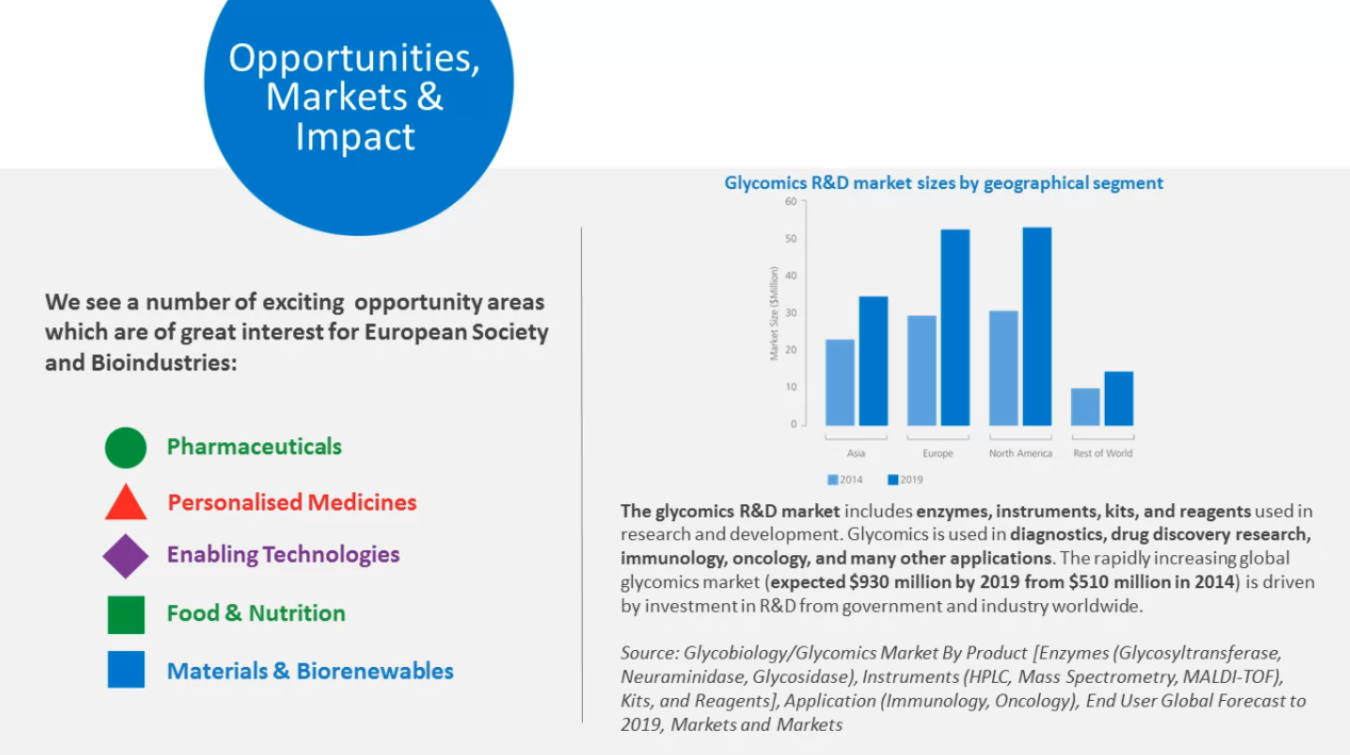 Opportunities,
Markets &
Impact
We see a number of exciting opportunity areas
which are of great interest for European Society
and Bioindustries:
Pharmaceuticals
Personalised Medicines
Enabling Technologies
Food & Nutrition
Materials & Biorenewables
Glycomics R&D market sizes by geographical segment
Market Size ($Million)
60
50
40
30
20
10
0
Asia
Europe
North America
Rest of World
2014
2019
The glycomics R&D market includes enzymes, instruments, kits, and reagents used in
research and development. Glycomics is used in diagnostics, drug discovery research,
immunology, oncology, and many other applications. The rapidly increasing global
glycomics market (expected $930 million by 2019 from $510 million in 2014) is driven
by investment in R&D from government and industry worldwide.
Source: Glycobiology/Glycomics Market By Product [Enzymes (Glycosyltransferase,
Neuraminidase, Glycosidase), Instruments (HPLC, Mass Spectrometry, MALDI-TOF),
Kits, and Reagents], Application (Immunology, Oncology), End User Global Forecast to
2019, Markets and Markets